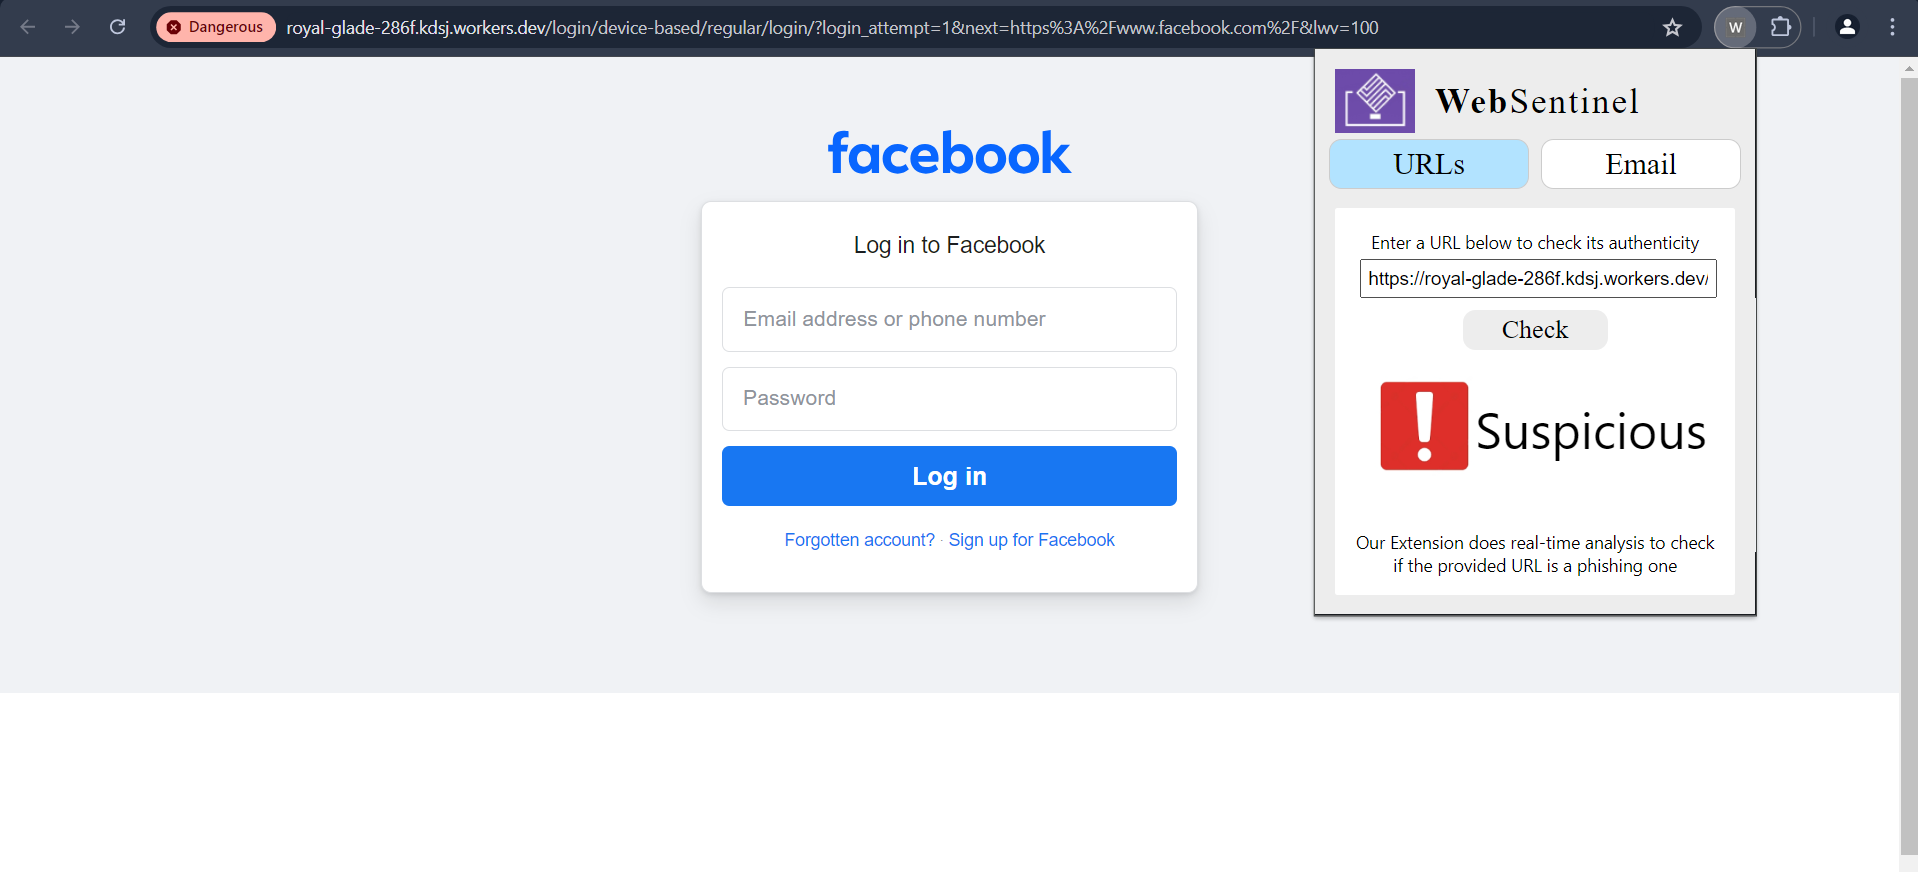 Dangerous royal-glade-286f.kdsj.workers.dev/login/device-based/regular/login/?login_attempt=1&next=https%3A%2F%2Fwww.facebook.com%2F&lwv=100
W
facebook
Log in to Facebook
Email address or phone number
Password
Log in
Forgotten account? · Sign up for Facebook
WebSentinel
URLs Email
Enter a URL below to check its authenticity
https://royal-glade-286f.kdsj.workers.dev/
Check
Suspicious
Our Extension does real-time analysis to check
if the provided URL is a phishing one